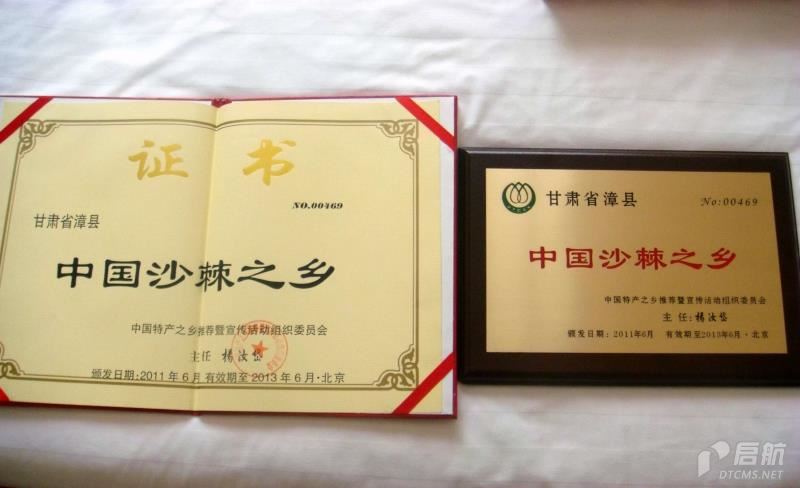 证书
NO.00469
甘肃省漳县
中国沙棘之乡
中国特产之乡推荐暨宣传活动组织委员会
主任 杨汝岱
颁发日期:2011年6月有效期至2013年6月·北京
甘肃省漳县 No:00469
中国沙棘之乡
中国特产之乡推荐暨宣传活动组织委员会
主任:杨汝岱
颁发日期:2011年6月 有效期至2013年6月·北京
启航
DTCMS.NET